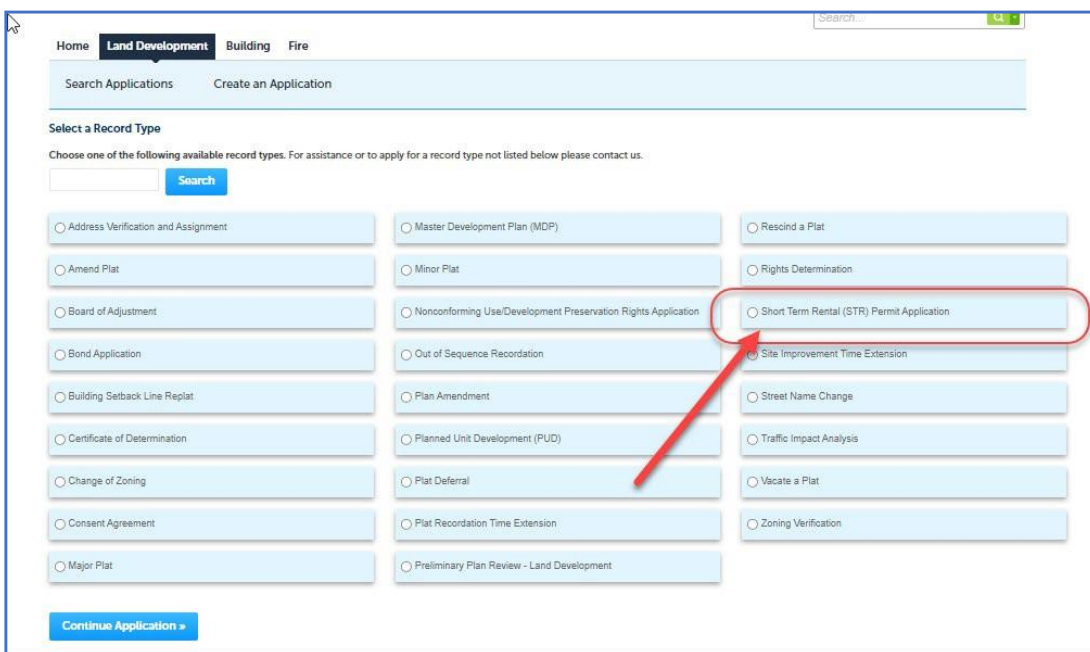 Search...
Home Land Development Building Fire
Search Applications Create an Application
Select a Record Type
Choose one of the following available record types. For assistance or to apply for a record type not listed below please contact us.
Search
Address Verification and Assignment
Master Development Plan (MDP)
Rescind a Plat
Amend Plat
Minor Plat
Rights Determination
Board of Adjustment
Nonconforming Use/Development Preservation Rights Application
Short Term Rental (STR) Permit Application
Bond Application
Out of Sequence Recordation
Site Improvement Time Extension
Building Setback Line Replat
Plan Amendment
Street Name Change
Certificate of Determination
Planned Unit Development (PUD)
Traffic Impact Analysis
Change of Zoning
Plat Deferral
Vacate a Plat
Consent Agreement
Plat Recordation Time Extension
Zoning Verification
Major Plat
Preliminary Plan Review - Land Development
Continue Application »